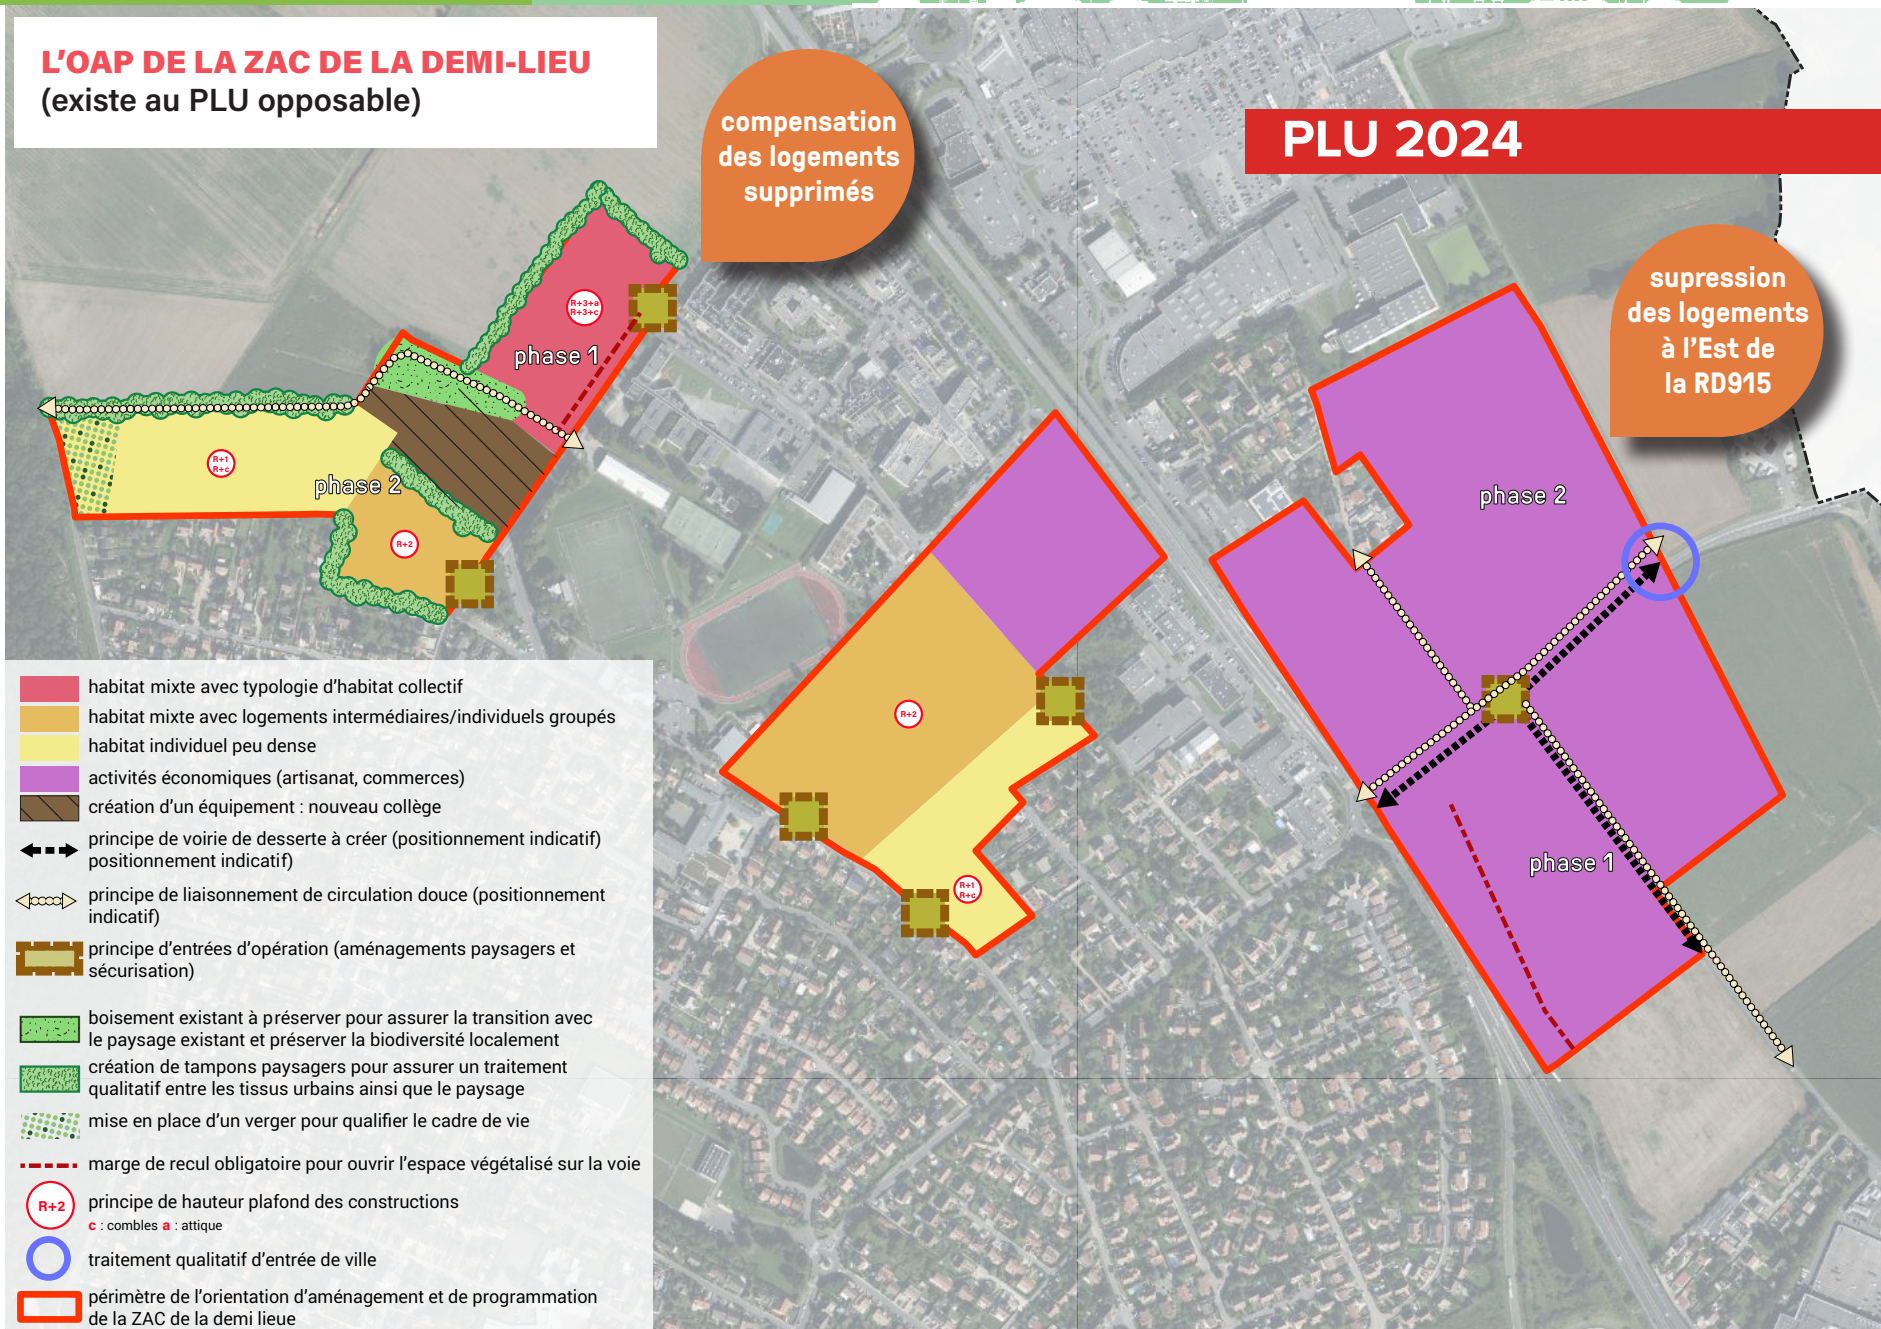 L'OAP DE LA ZAC DE LA DEMI-LIEU
(existe au PLU opposable)
compensation
des logements
supprimés
PLU 2024
supression
des logements
à l'Est de
la RD915
R+3+a
R+3+c
phase 1
R+1
R+c
phase 2
R+2
phase 2
R+2
phase 1
R+1
R+c
habitat mixte avec typologie d'habitat collectif
habitat mixte avec logements intermédiaires/individuels groupés
habitat individuel peu dense
activités économiques (artisanat, commerces)
création d'un équipement : nouveau collège
principe de voirie de desserte à créer (positionnement indicatif)
positionnement indicatif)
principe de liaisonnement de circulation douce (positionnement
indicatif)
principe d'entrées d'opération (aménagements paysagers et
sécurisation)
boisement existant à préserver pour assurer la transition avec
le paysage existant et préserver la biodiversité localement
création de tampons paysagers pour assurer un traitement
qualitatif entre les tissus urbains ainsi que le paysage
mise en place d'un verger pour qualifier le cadre de vie
marge de recul obligatoire pour ouvrir l'espace végétalisé sur la voie
R+2
principe de hauteur plafond des constructions
c : combles a : attique
traitement qualitatif d'entrée de ville
périmètre de l'orientation d'aménagement et de programmation
de la ZAC de la demi lieue